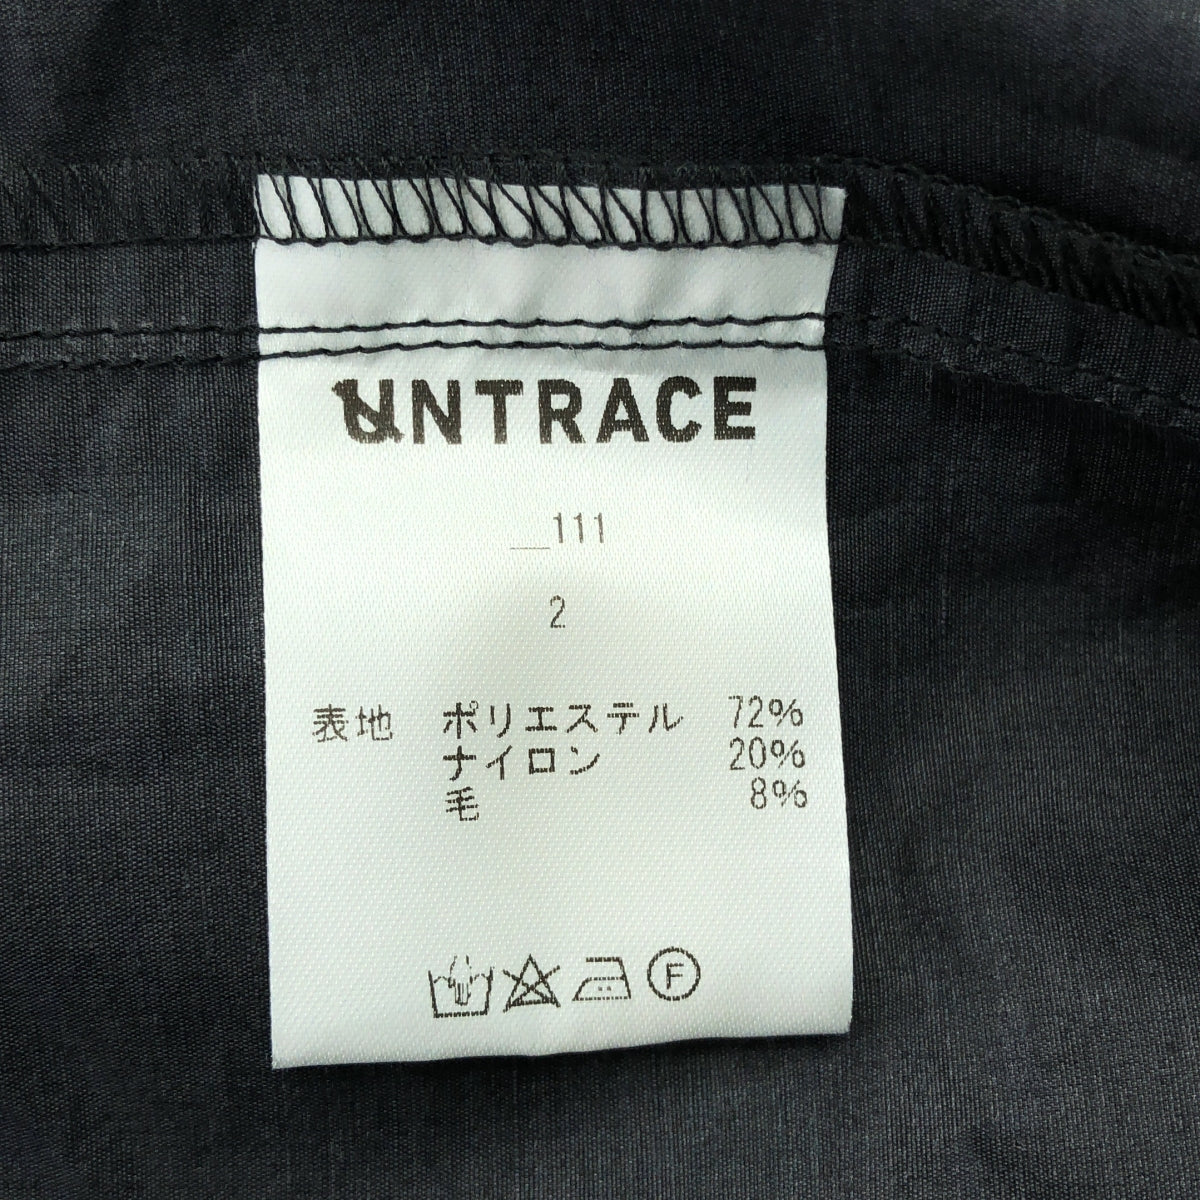 UNTRACE
__111
2
表地 ポリエステル 72%
ナイロン 20%
毛 8%
F